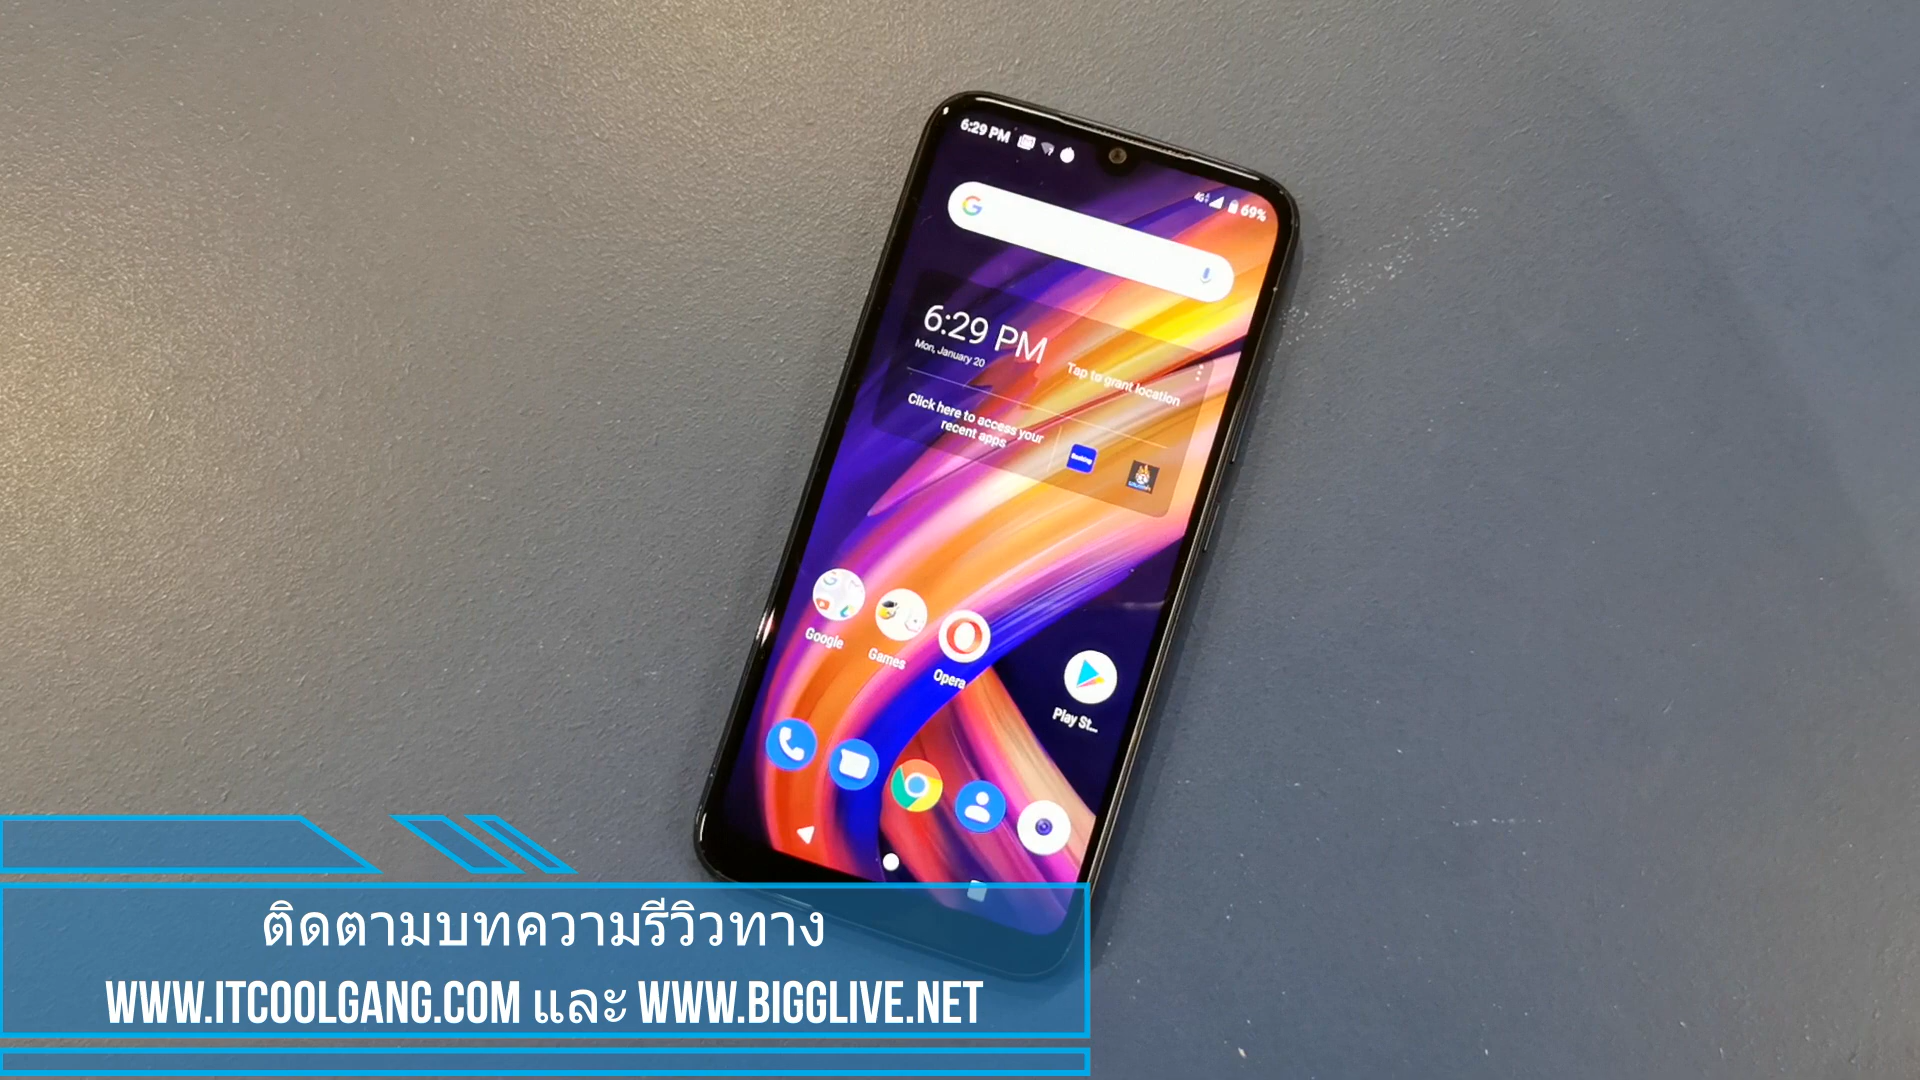 6:29 PM
4G 69%
6:29 PM
Mon, January 20
Tap to grant location
Click here to access your
recent apps
Booking
Google
Games
Opera
Play St...
ติดตามบทความรีวิวทาง
WWW.ITCOOLGANG.COM และ WWW.BIGGLIVE.NET